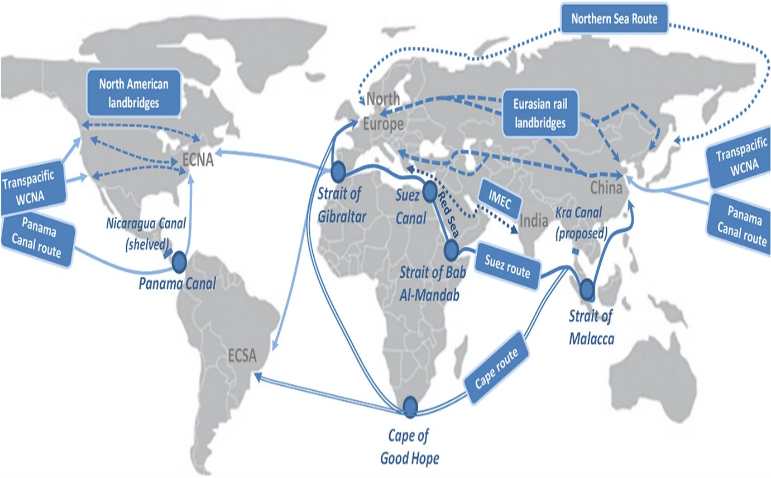 Northern Sea Route
North American
landbridges
North
Europe
Eurasian rail
landbridges
ECNA
Transpacific
WCNA
Transpacific
WCNA
China
Strait of
Gibraltar
Suez
Canal
Red Sea
IMEC
India
Kra Canal
(proposed)
Panama
Canal route
Panama
Canal route
Nicaragua Canal
(shelved)
Panama Canal
Strait of Bab
Al-Mandab
Suez route
Strait of
Malacca
ECSA
Cape route
Cape of
Good Hope